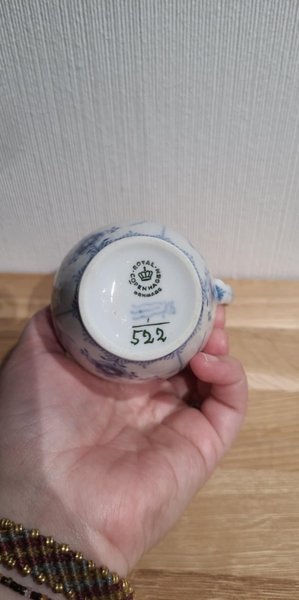 ROYAL
COPENHAGEN
DENMARK
1
522